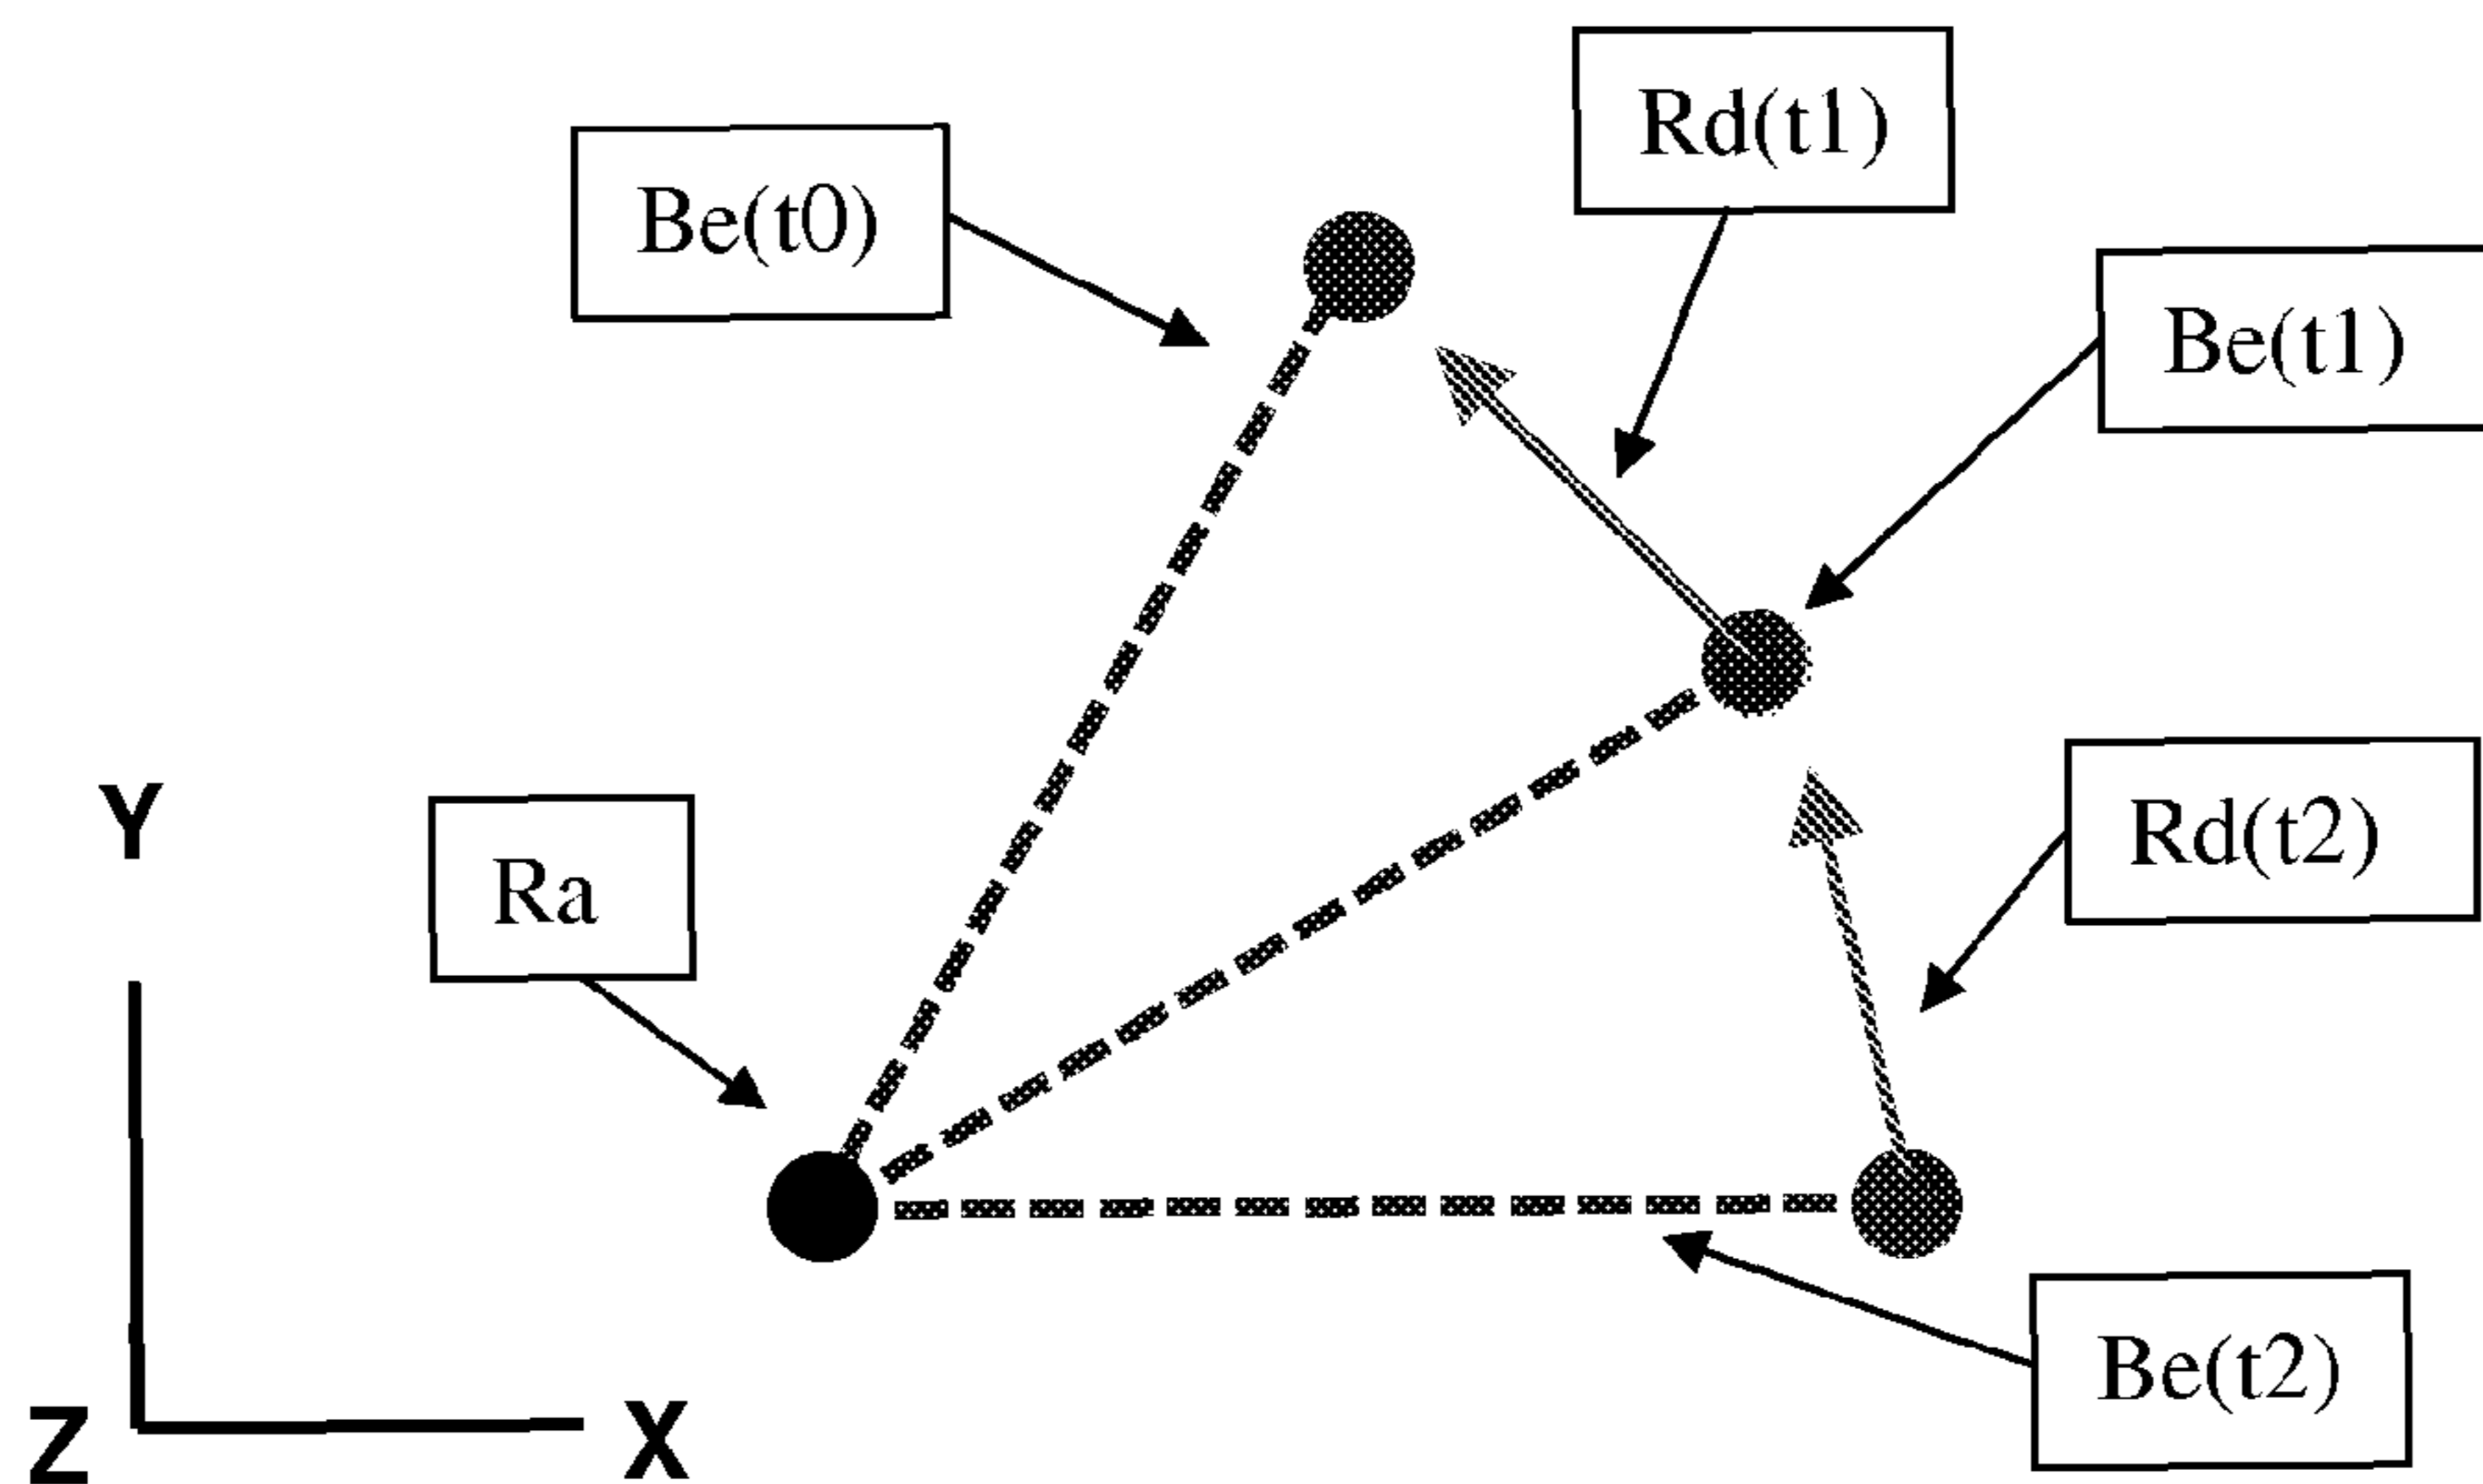 Rd(t1)
Be(t0)
Be(t1)
Y
Rd(t2)
Ra
Be(t2)
Z
X